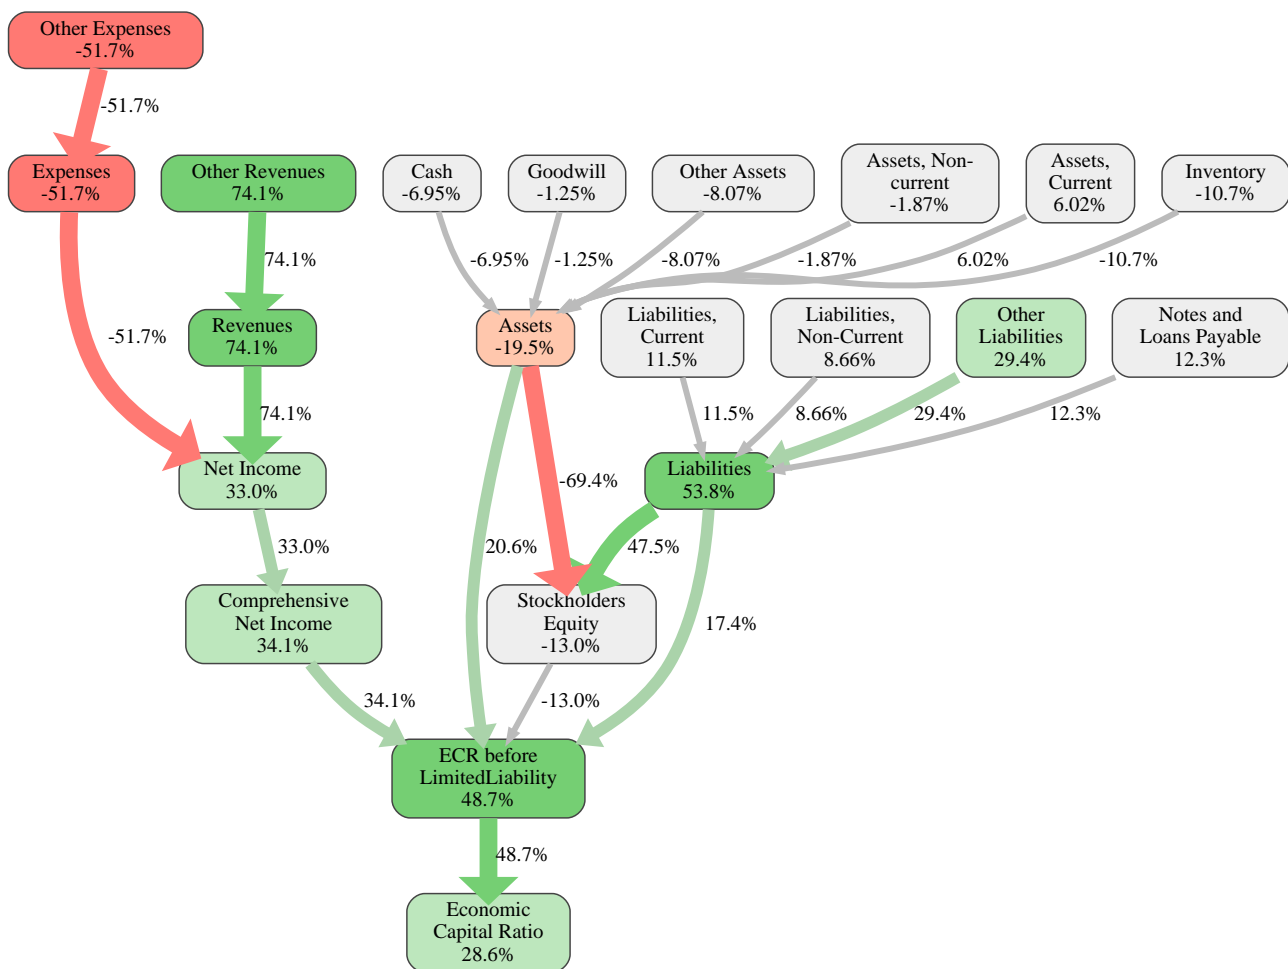 Other Expenses
-51.7%
-51.7%
Expenses
-51.7%
Other Revenues
74.1%
Cash
-6.95%
Goodwill
-1.25%
Other Assets
-8.07%
Assets, Non-
current
-1.87%
Assets,
Current
6.02%
Inventory
-10.7%
74.1%
-6.95%
-1.25%
-8.07%
-1.87%
6.02%
-10.7%
-51.7%
Revenues
74.1%
Assets
-19.5%
Liabilities,
Current
11.5%
Liabilities,
Non-Current
8.66%
Other
Liabilities
29.4%
Notes and
Loans Payable
12.3%
74.1%
11.5%
8.66%
29.4%
12.3%
Net Income
33.0%
-69.4%
Liabilities
53.8%
33.0%
20.6%
47.5%
Comprehensive
Net Income
34.1%
Stockholders
Equity
-13.0%
17.4%
34.1%
-13.0%
ECR before
LimitedLiability
48.7%
48.7%
Economic
Capital Ratio
28.6%